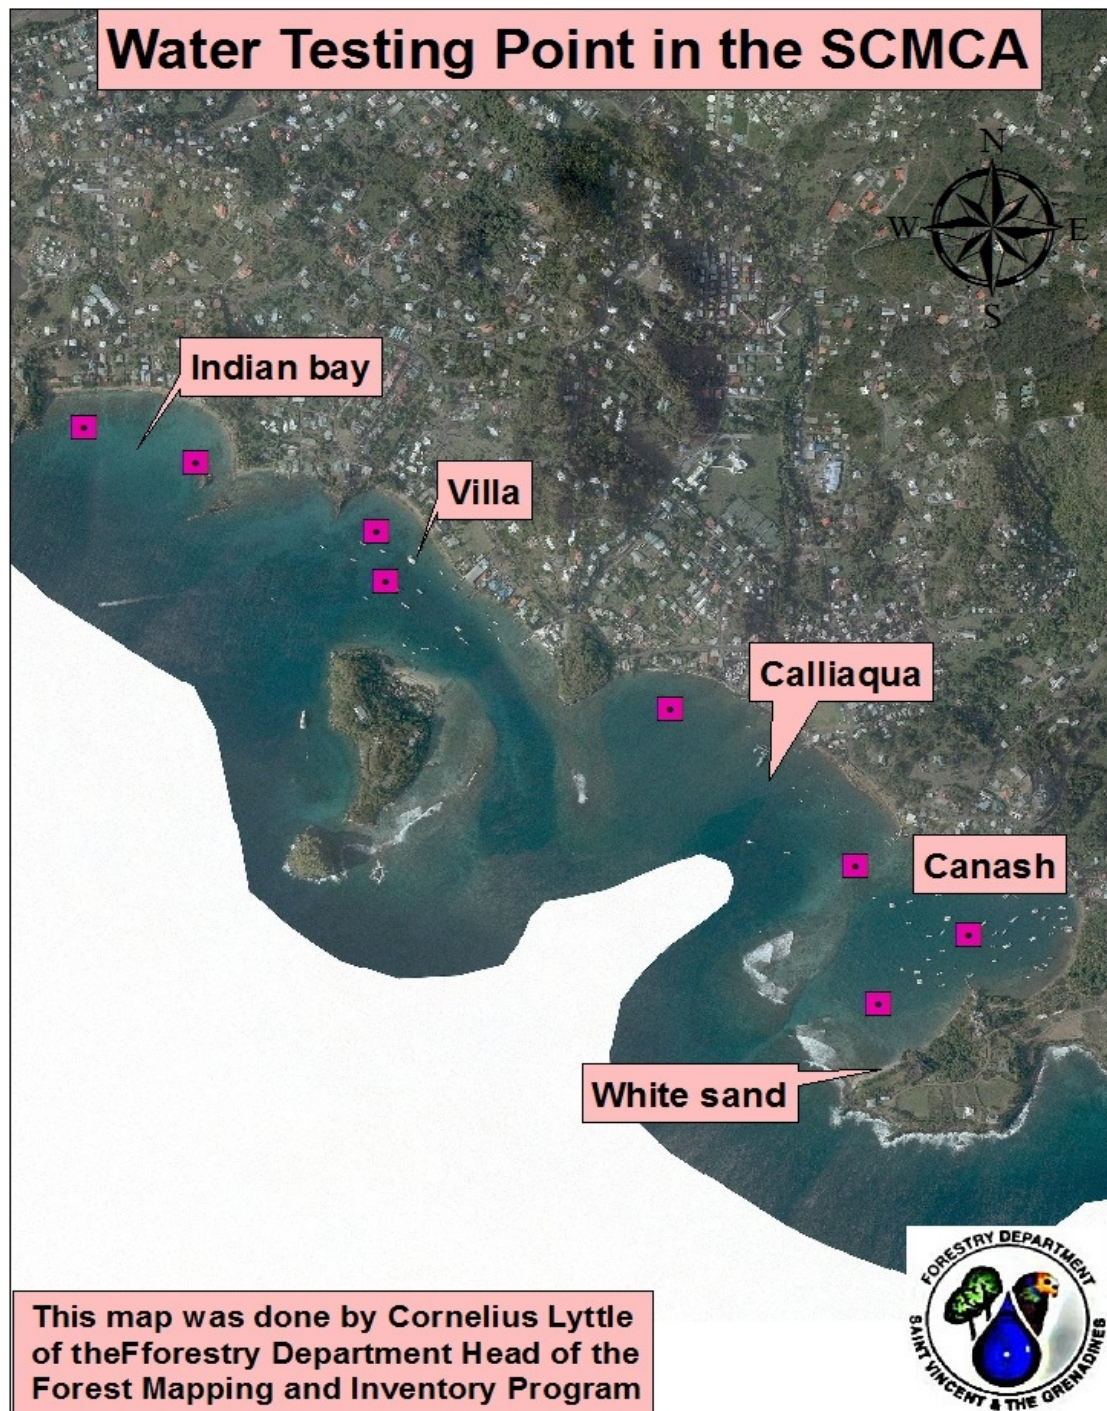 Water Testing Point in the SCMCA
N
W
E
S
Indian bay
Villa
Calliaqua
Canash
White sand
This map was done by Cornelius Lyttle
of theFforestry Department Head of the
Forest Mapping and Inventory Program
FORESTRY DEPARTMENT
SAINT VINCENT & THE GRENADINES